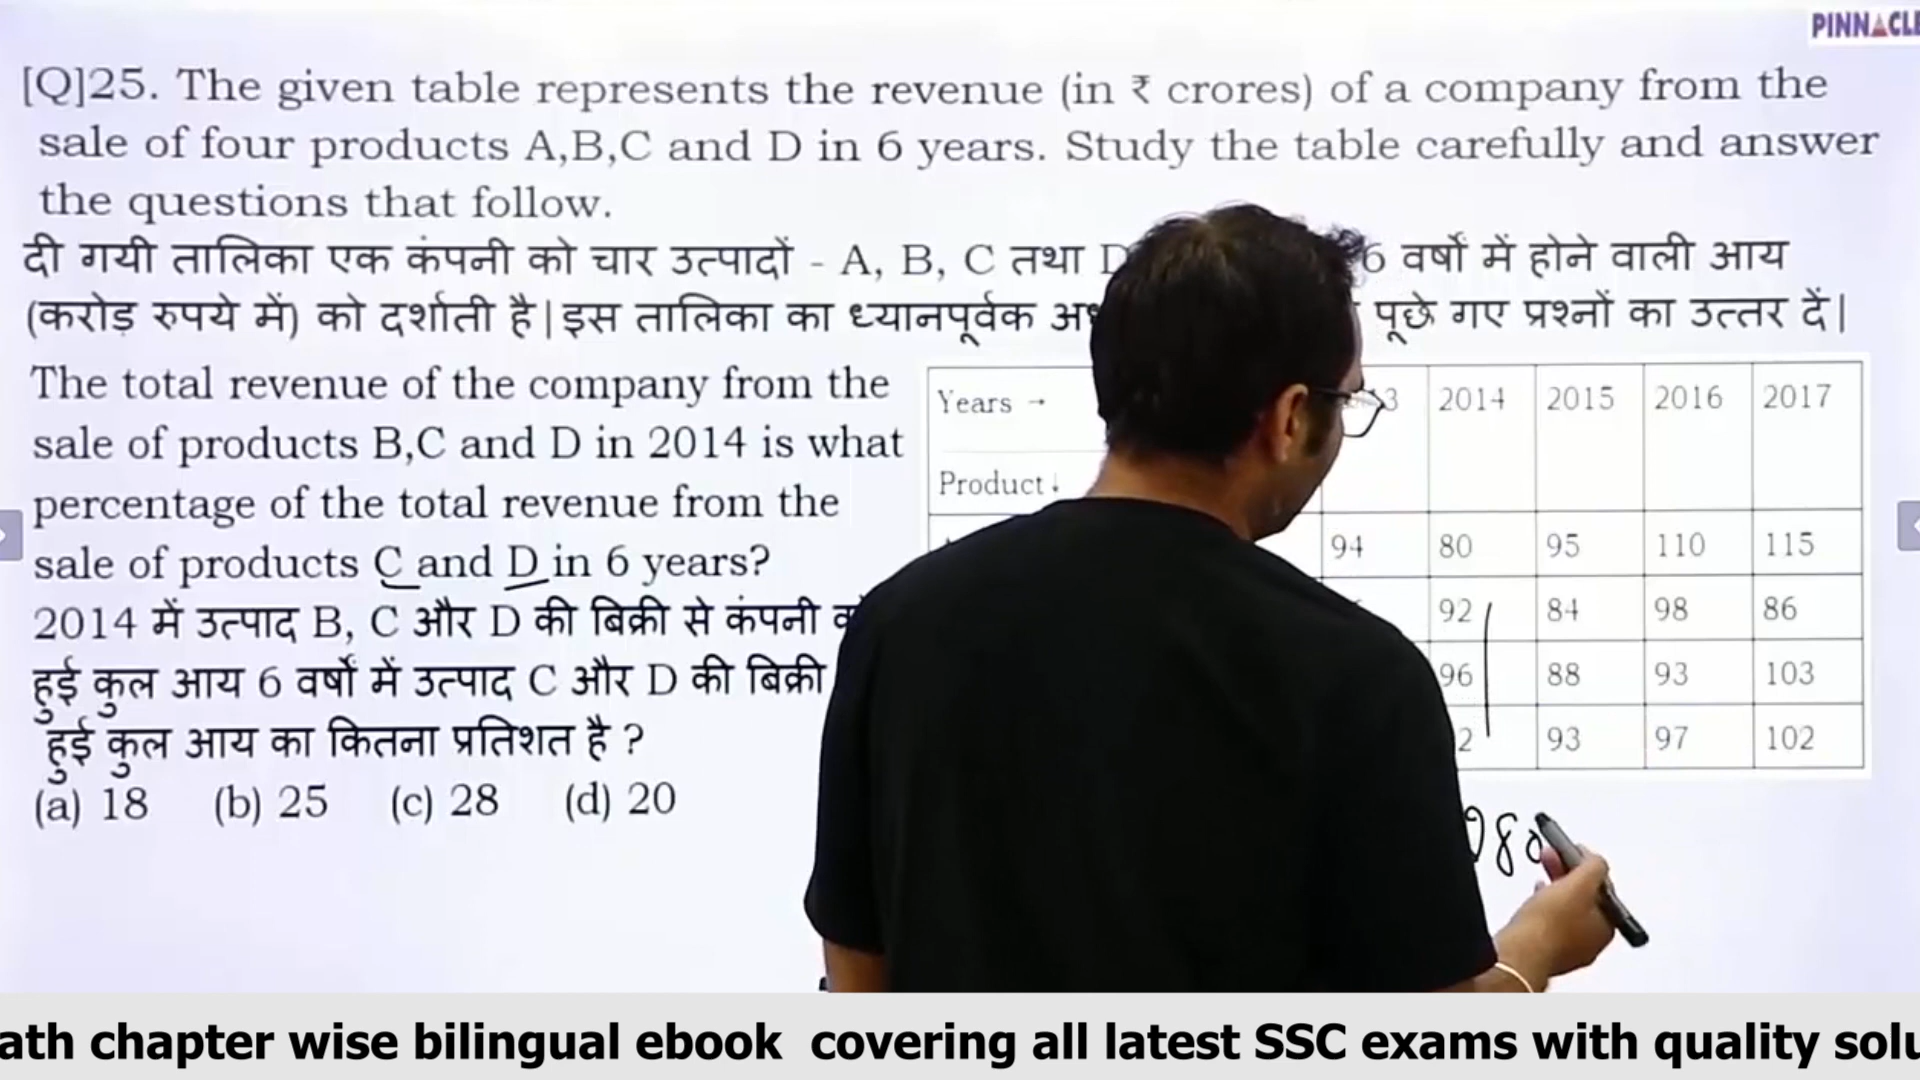 PINNACLE
[Q]25. The given table represents the revenue (in ₹ crores) of a company from the
sale of four products A,B,C and D in 6 years. Study the table carefully and answer
the questions that follow.
दी गयी तालिका एक कंपनी को चार उत्पादों - A, B, C तथा D 6 वर्षों में होने वाली आय
(करोड़ रुपये में) को दर्शाती है|इस तालिका का ध्यानपूर्वक पूछे गए प्रश्नों का उत्तर दें|
The total revenue of the company from the
sale of products B,C and D in 2014 is what
percentage of the total revenue from the
sale of products C and D in 6 years?
2014 में उत्पाद B, C और D की बिक्री से कंपनी
हुई कुल आय 6 वर्षों में उत्पाद C और D की बिक्री
हुई कुल आय का कितना प्रतिशत है ?
(a) 18 (b) 25 (c) 28 (d) 20
Years → 3 2014 2015 2016 2017
Product↓
94 80 95 110 115
92 84 98 86
96 88 93 103
2 93 97 102
80
ath chapter wise bilingual ebook covering all latest SSC exams with quality solu